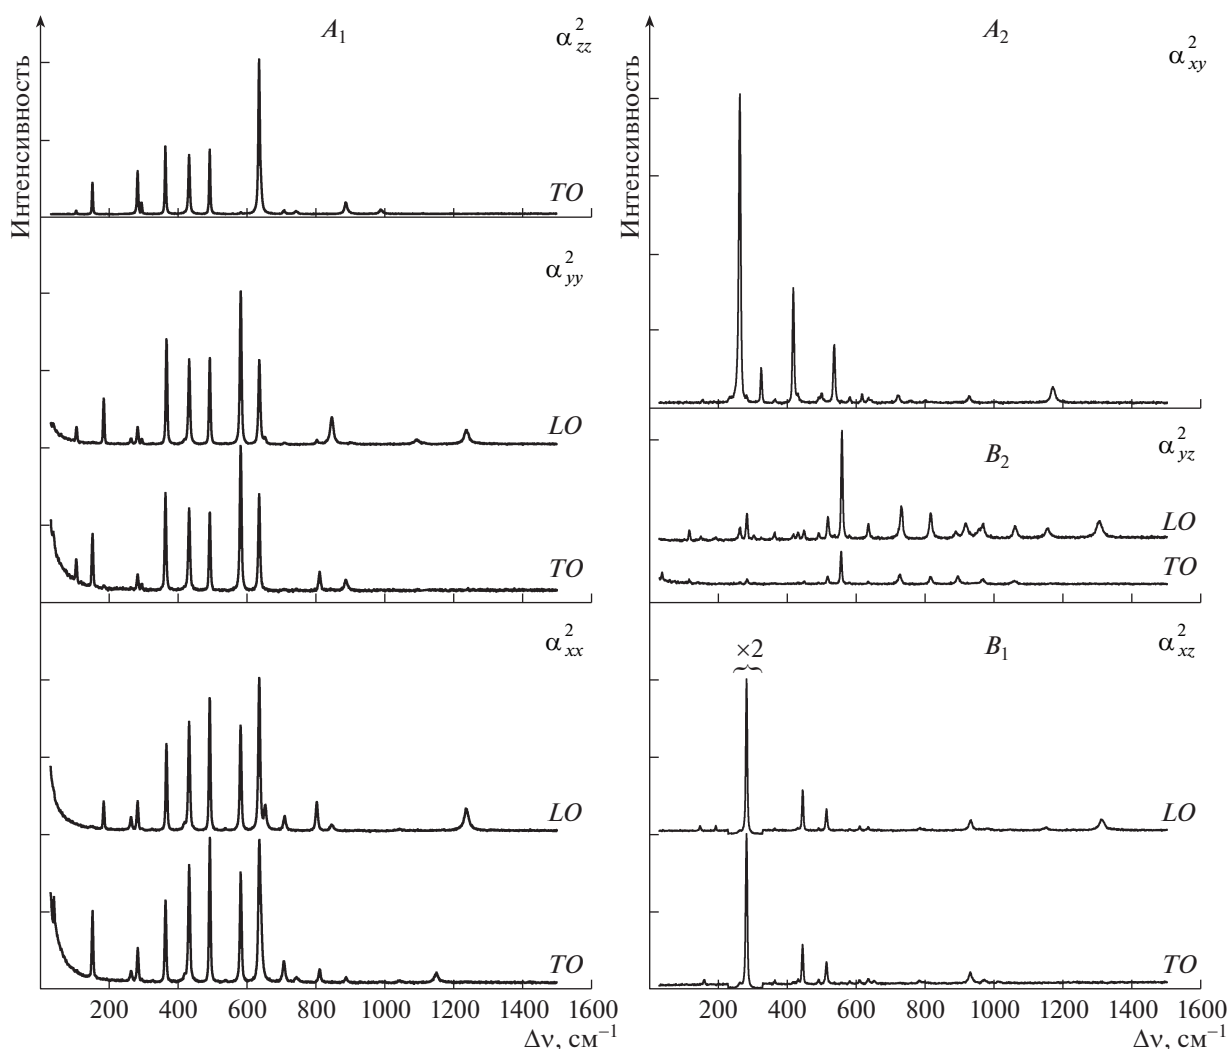 Интенсивность
A₁
α²zz
TO
α²yy
LO
TO
α²xx
LO
TO
200 400 600 800 1000 1200 1400 1600
Δν, см⁻¹
Интенсивность
A₂
α²xy
B₂
α²yz
LO
TO
×2
B₁
α²xz
LO
TO
200 400 600 800 1000 1200 1400 1600
Δν, см⁻¹